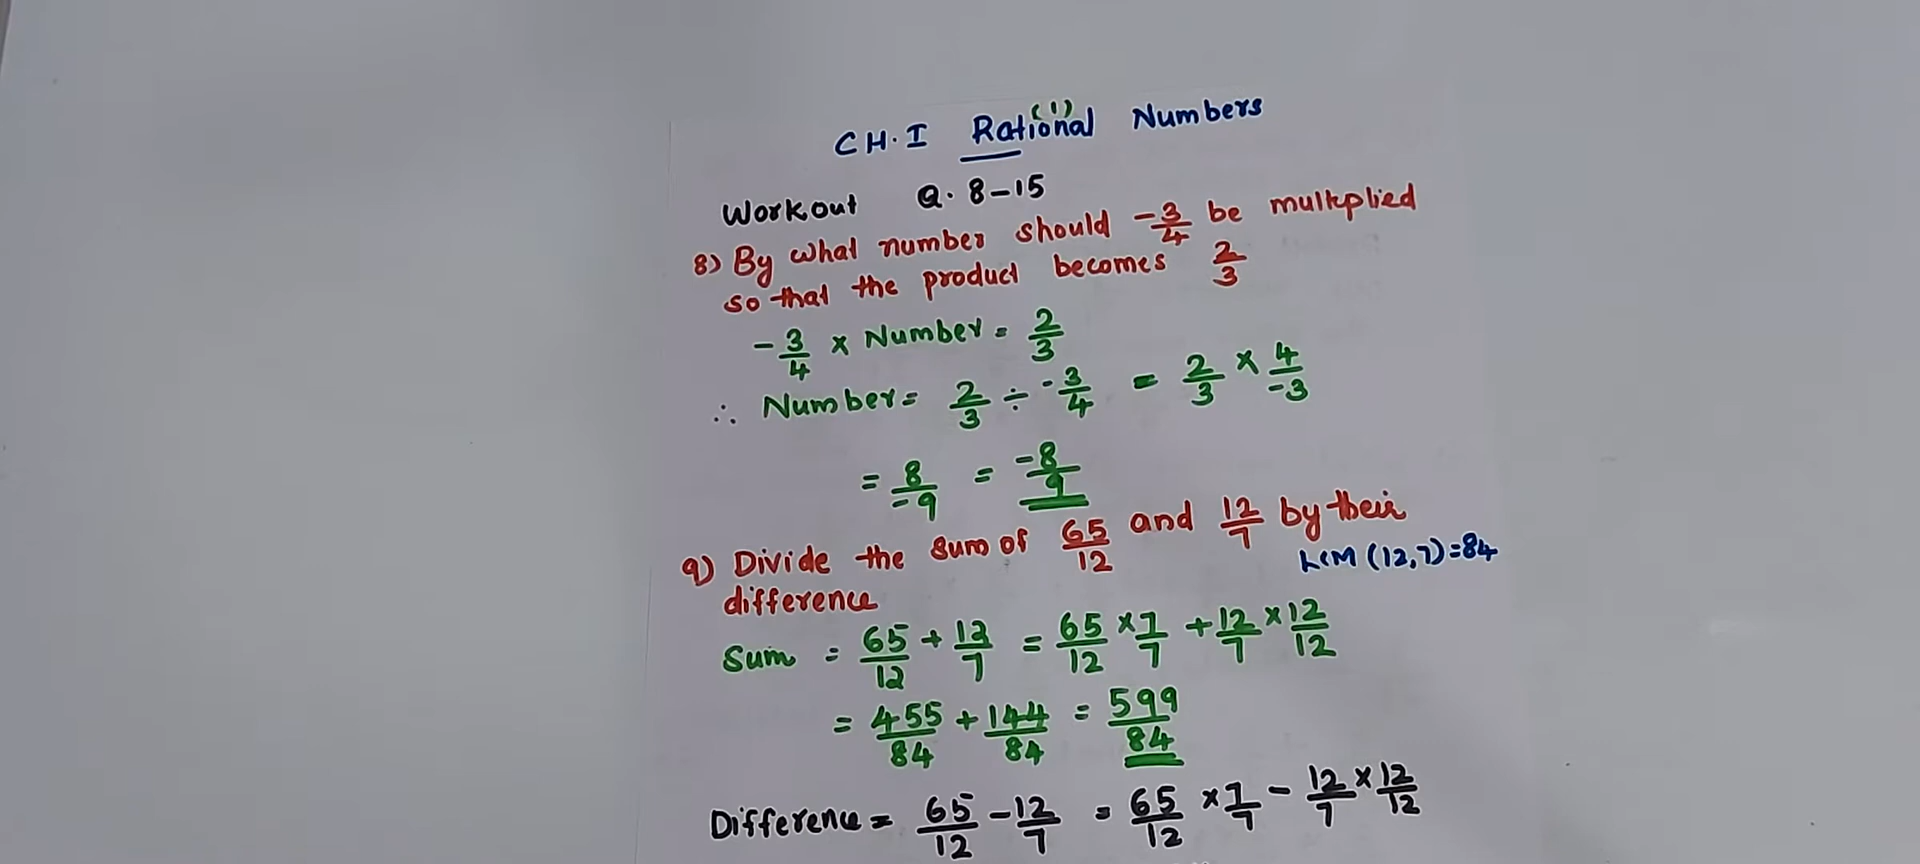 (1)
CH.I Rational Numbers
Workout Q. 8-15
8) By what number should -3/4 be multiplied
so that the product becomes 2/3
-3/4 x Number = 2/3
∴ Number = 2/3 ÷ -3/4 = 2/3 x 4/-3
= 8/-9 = -8/9
9) Divide the sum of 65/12 and 12/7 by their
LCM (12,7)=84
difference
Sum = 65/12 + 12/7 = 65/12 x 7/7 + 12/7 x 12/12
= 455/84 + 144/84 = 599/84
Difference = 65/12 - 12/7 = 65/12 x 7/7 - 12/7 x 12/12